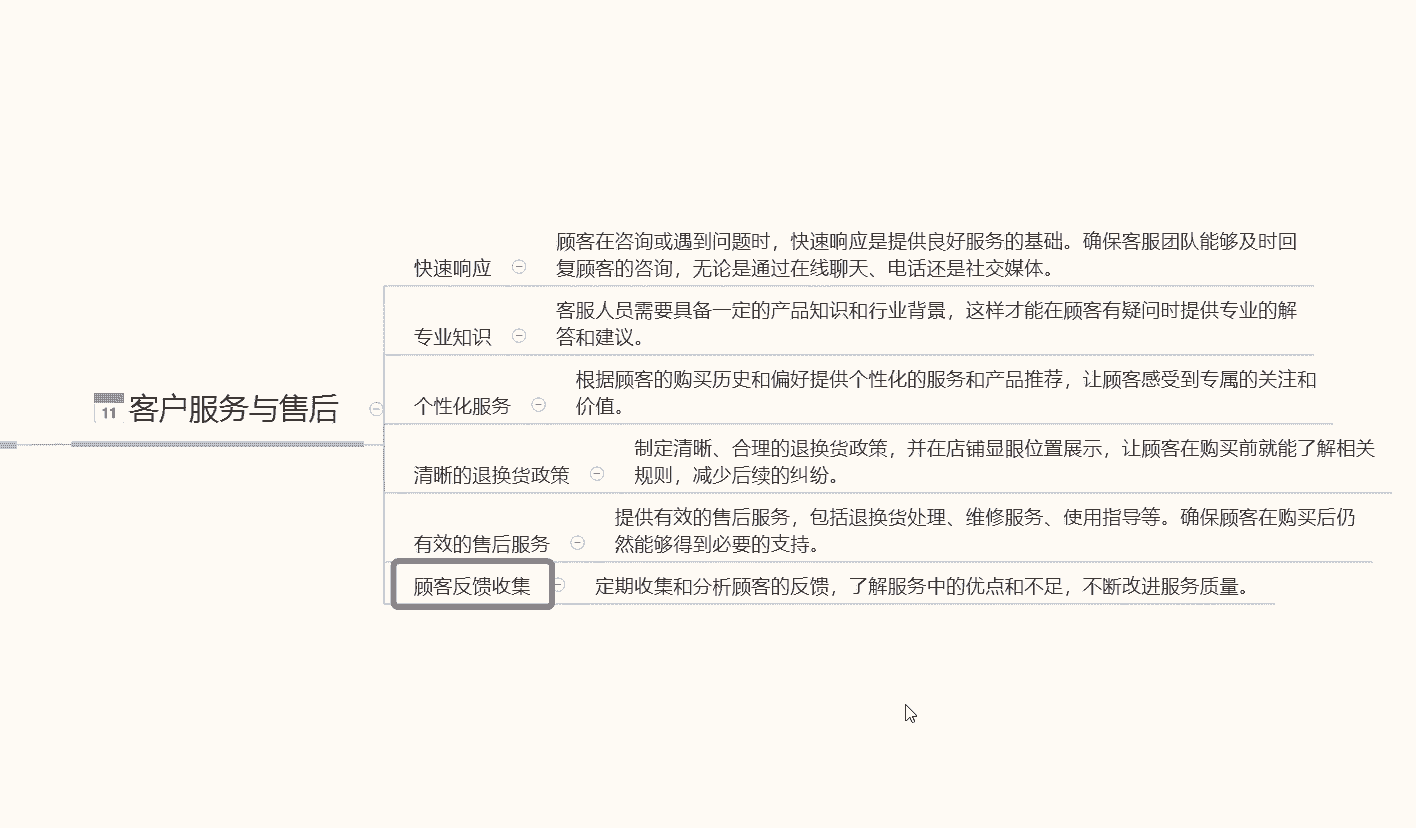 11 客户服务与售后
快速响应
顾客在咨询或遇到问题时，快速响应是提供良好服务的基础。确保客服团队能够及时回
复顾客的咨询，无论是通过在线聊天、电话还是社交媒体。
专业知识
客服人员需要具备一定的产品知识和行业背景，这样才能在顾客有疑问时提供专业的解
答和建议。
个性化服务
根据顾客的购买历史和偏好提供个性化的服务和产品推荐，让顾客感受到专属的关注和
价值。
清晰的退换货政策
制定清晰、合理的退换货政策，并在店铺显眼位置展示，让顾客在购买前就能了解相关
规则，减少后续的纠纷。
有效的售后服务
提供有效的售后服务，包括退换货处理、维修服务、使用指导等。确保顾客在购买后仍
然能够得到必要的支持。
顾客反馈收集
定期收集和分析顾客的反馈，了解服务中的优点和不足，不断改进服务质量。